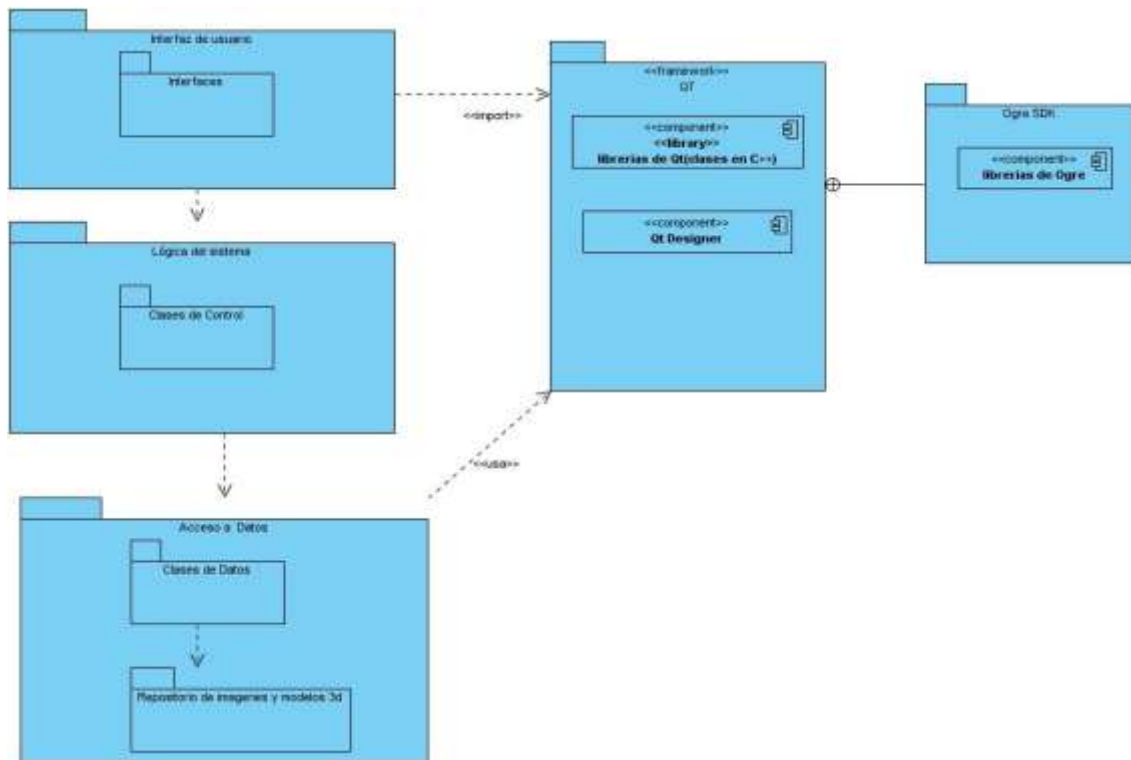 Interfaz de usuario
Interfaces
<<import>>
Lógica del sistema
Clases de Control
Acceso a Datos
Clases de Datos
Repositorio de imagenes y modelos 3d
<<usa>>
<<framework>>
QT
<<component>>
<<library>>
librerias de Qt(clases en C++)
<<component>>
Qt Designer
Ogre SDK
<<component>>
librerias de Ogre